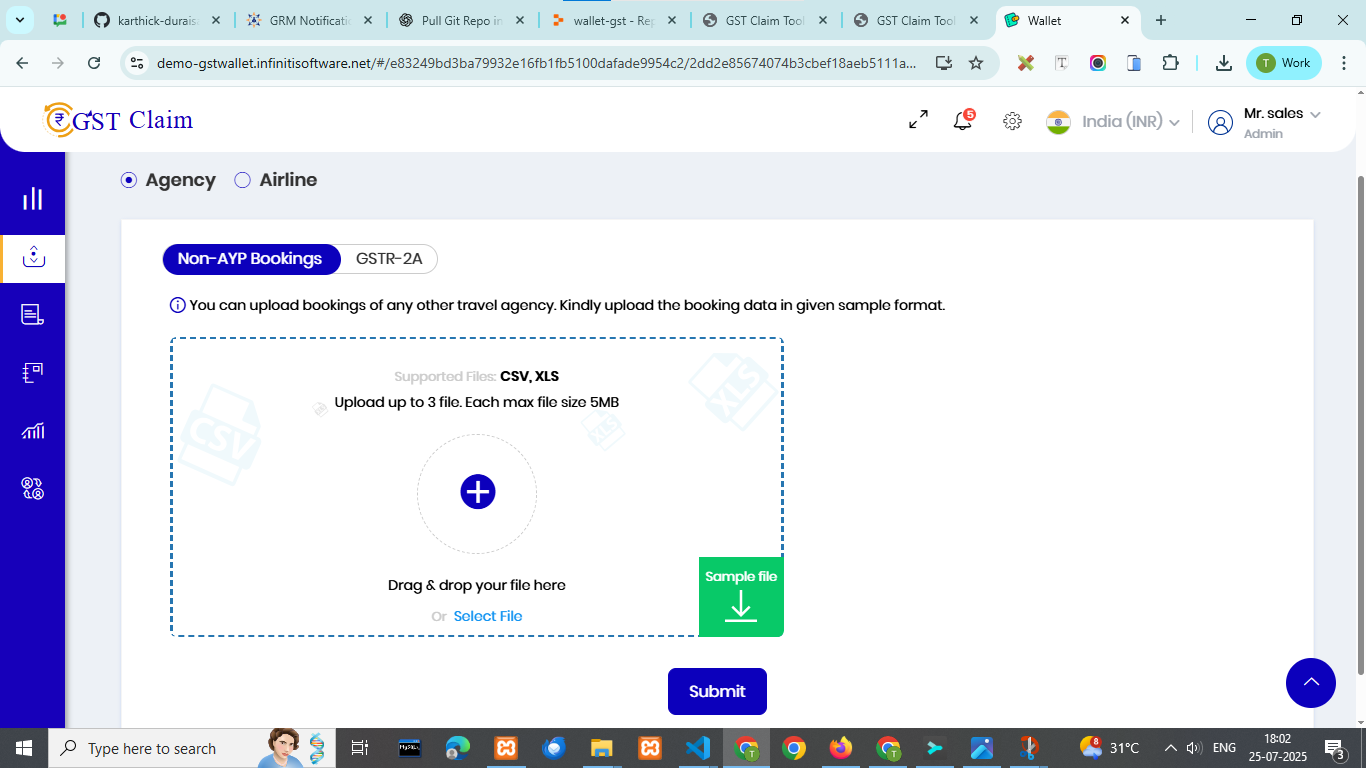 karthick-durais
GRM Notificati
Pull Git Repo in
wallet-gst - Rep
GST Claim Tool
GST Claim Tool
Wallet
demo-gstwallet.infinitisoftware.net/#/e83249bd3ba79932e16fb1fb5100dafade9954c2/2dd2e85674074b3cbef18aeb5111a...
T Work
GST Claim
5
India (INR)
Mr. sales
Admin
Agency Airline
Non-AYP Bookings GSTR-2A
You can upload bookings of any other travel agency. Kindly upload the booking data in given sample format.
Supported Files: CSV, XLS
Upload up to 3 file. Each max file size 5MB
CSV
XLS
XLS
Drag & drop your file here
Or Select File
Sample file
Submit
Type here to search
MySQL
8
31°C
ENG
18:02
25-07-2025
3